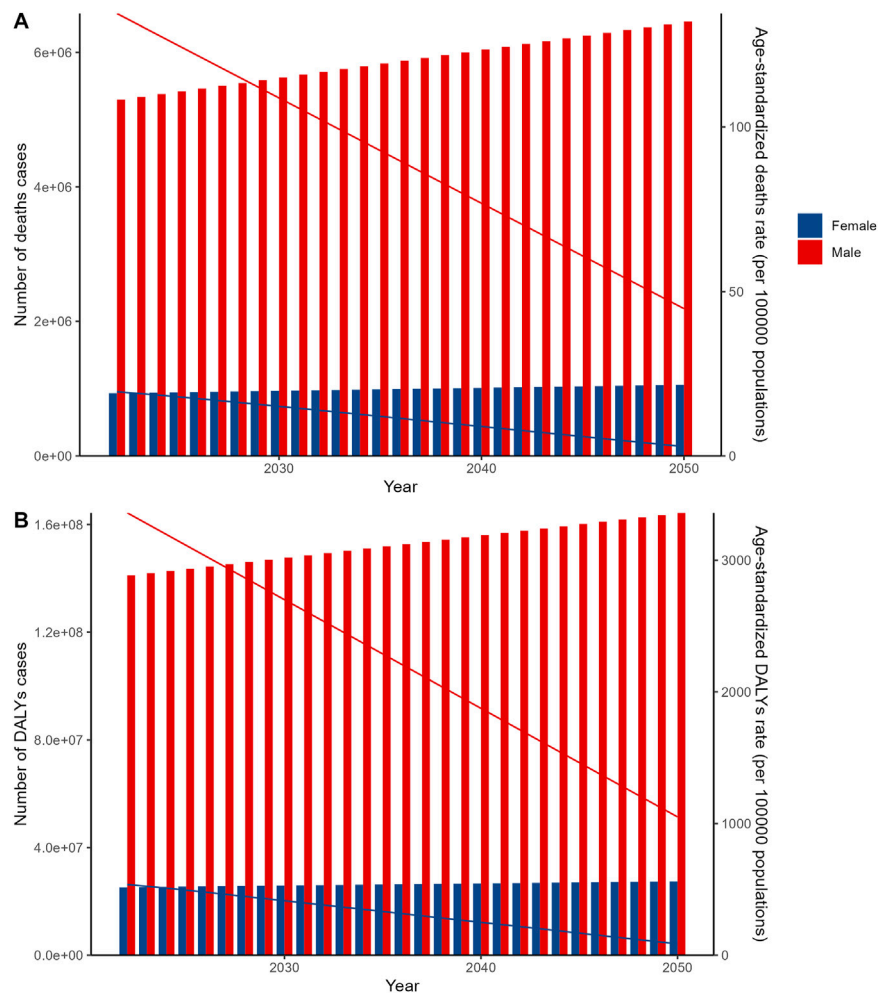 A
6e+06
4e+06
2e+06
0e+00
Number of deaths cases
2030
2040
2050
Year
100
50
0
Age-standardized deaths rate (per 100000 populations)
Female
Male
B
1.6e+08
1.2e+08
8.0e+07
4.0e+07
0.0e+00
Number of DALYs cases
2030
2040
2050
Year
3000
2000
1000
0
Age-standardized DALYs rate (per 100000 populations)